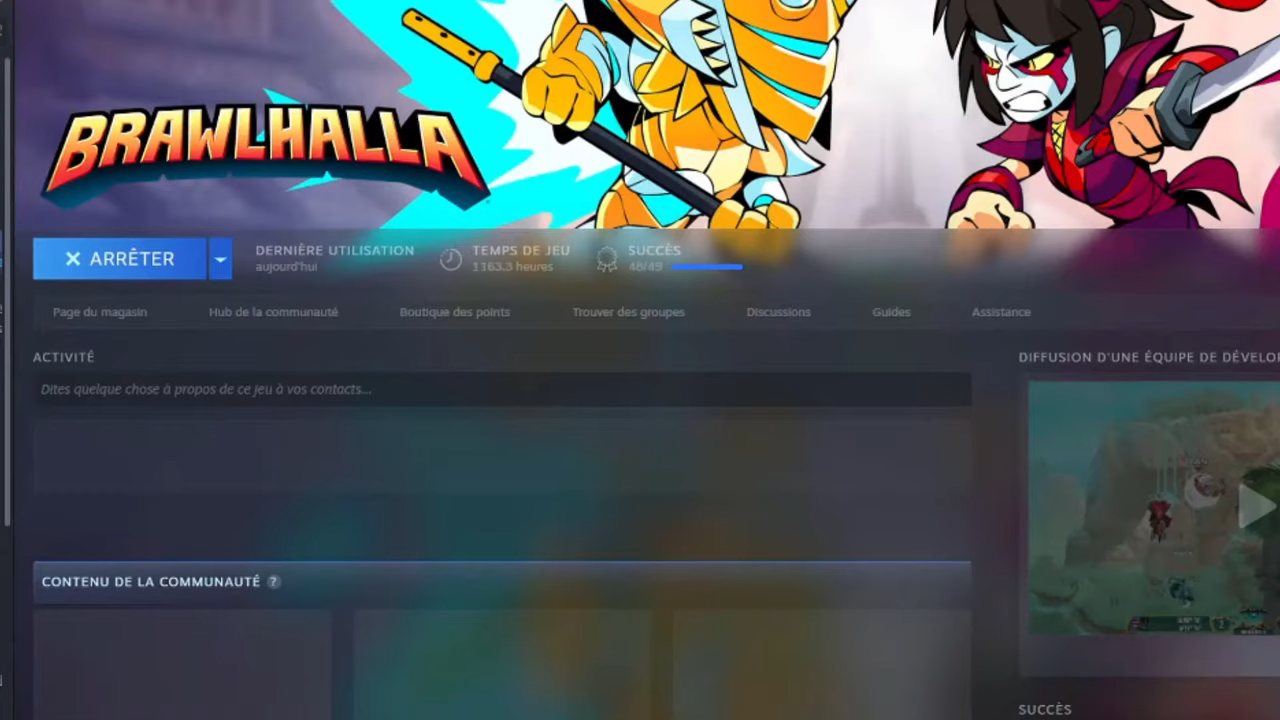 BRAWLHALLA
ARRÊTER
DERNIÈRE UTILISATION
aujourd'hui
TEMPS DE JEU
1163.3 heures
SUCCÈS
48/49
Page du magasin
Hub de la communauté
Boutique des points
Trouver des groupes
Discussions
Guides
Assistance
ACTIVITÉ
DIFFUSION D'UNE ÉQUIPE DE DÉVELO
Dites quelque chose à propos de ce jeu à vos contacts...
CONTENU DE LA COMMUNAUTÉ ?
SUCCÈS